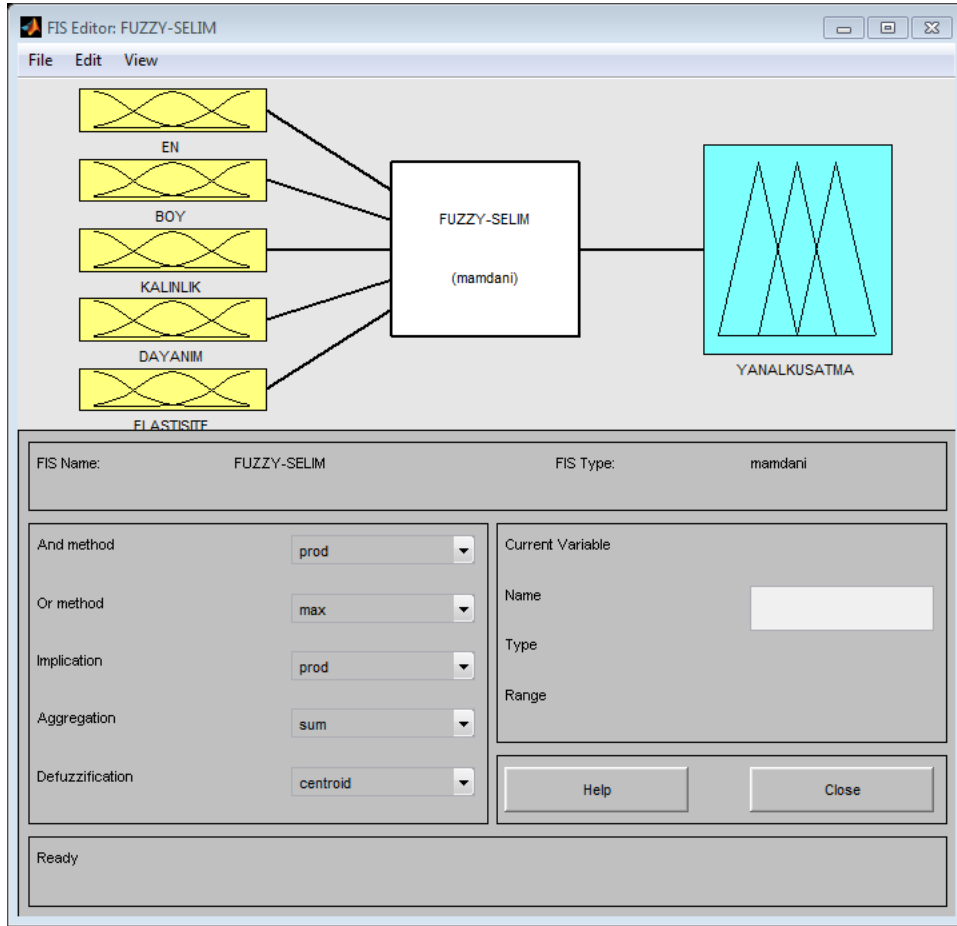 FIS Editor: FUZZY-SELIM
File Edit View
EN
BOY
KALINLIK
DAYANIM
ELASTISITE
FUZZY-SELIM
(mamdani)
YANALKUSATMA
FIS Name: FUZZY-SELIM FIS Type: mamdani
And method prod
Or method max
Implication prod
Aggregation sum
Defuzzification centroid
Current Variable
Name
Type
Range
Help Close
Ready